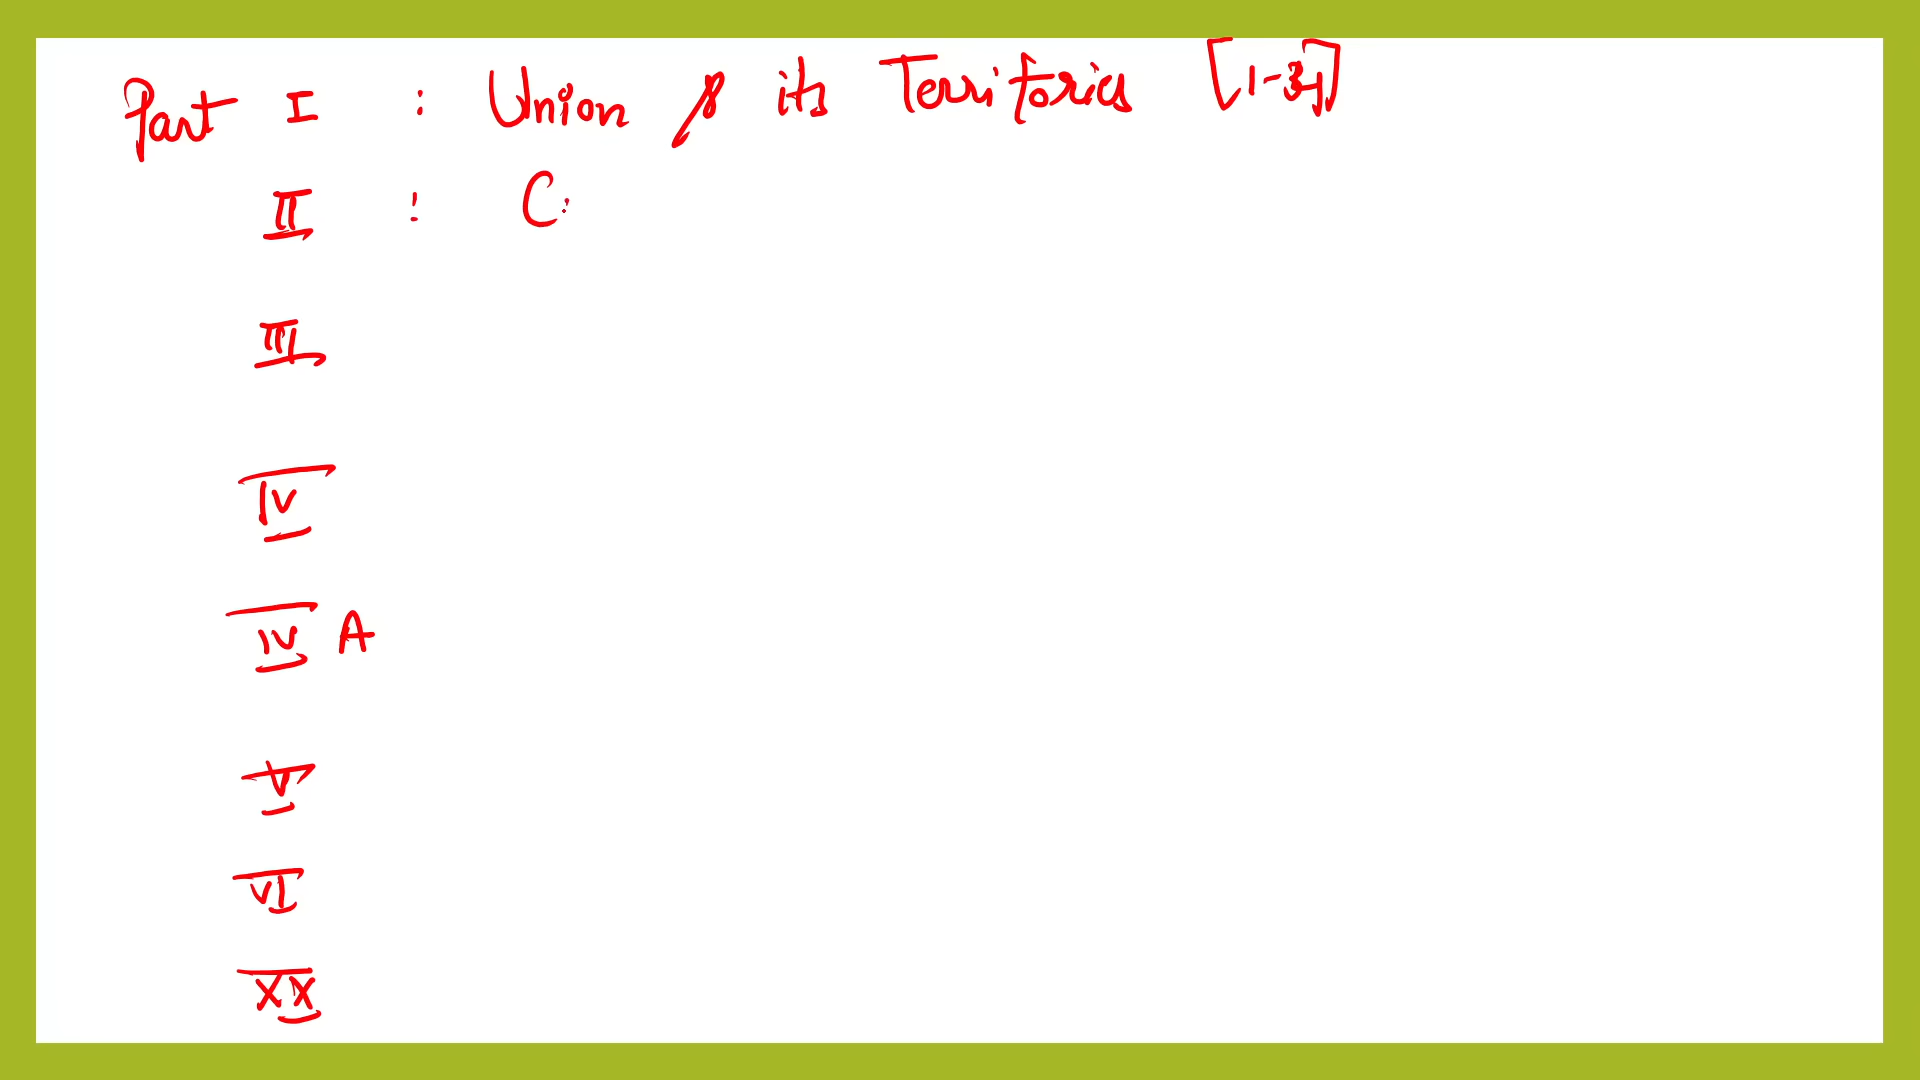 Part I : Union & its Territories [1-4]
II : C
III
IV
IV A
V
VI
XX